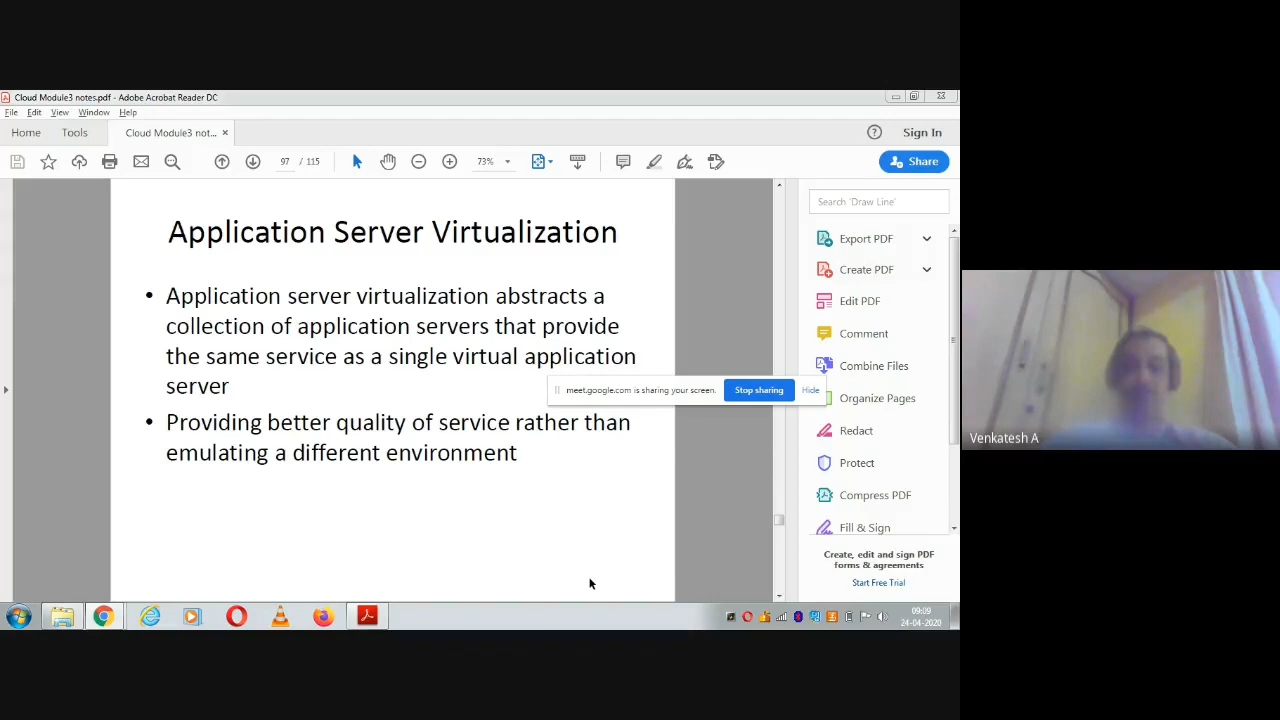 Cloud Module3 notes.pdf - Adobe Acrobat Reader DC
File Edit View Window Help
Home Tools Cloud Module3 not... × Sign In
97 / 115 73% Share
Application Server Virtualization
• Application server virtualization abstracts a
collection of application servers that provide
the same service as a single virtual application
server
• Providing better quality of service rather than
emulating a different environment
meet.google.com is sharing your screen. Stop sharing Hide
Search 'Draw Line'
Export PDF
Create PDF
Edit PDF
Comment
Combine Files
Organize Pages
Redact
Protect
Compress PDF
Fill & Sign
Create, edit and sign PDF
forms & agreements
Start Free Trial
Venkatesh A
09:09
24-04-2020